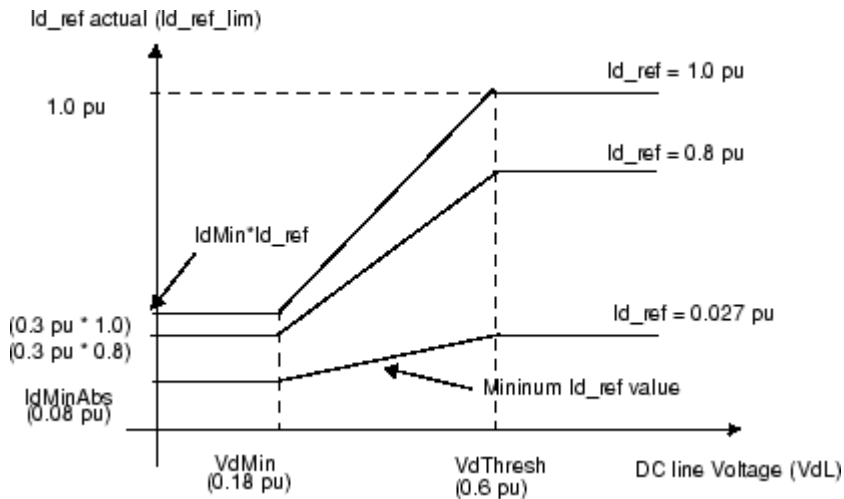 Id_ref actual (Id_ref_lim)
Id_ref = 1.0 pu
1.0 pu
Id_ref = 0.8 pu
IdMin*Id_ref
(0.3 pu * 1.0)
(0.3 pu * 0.8)
Id_ref = 0.027 pu
IdMinAbs
(0.08 pu)
Mininum Id_ref value
VdMin
(0.18 pu)
VdThresh
(0.6 pu)
DC line Voltage (VdL)